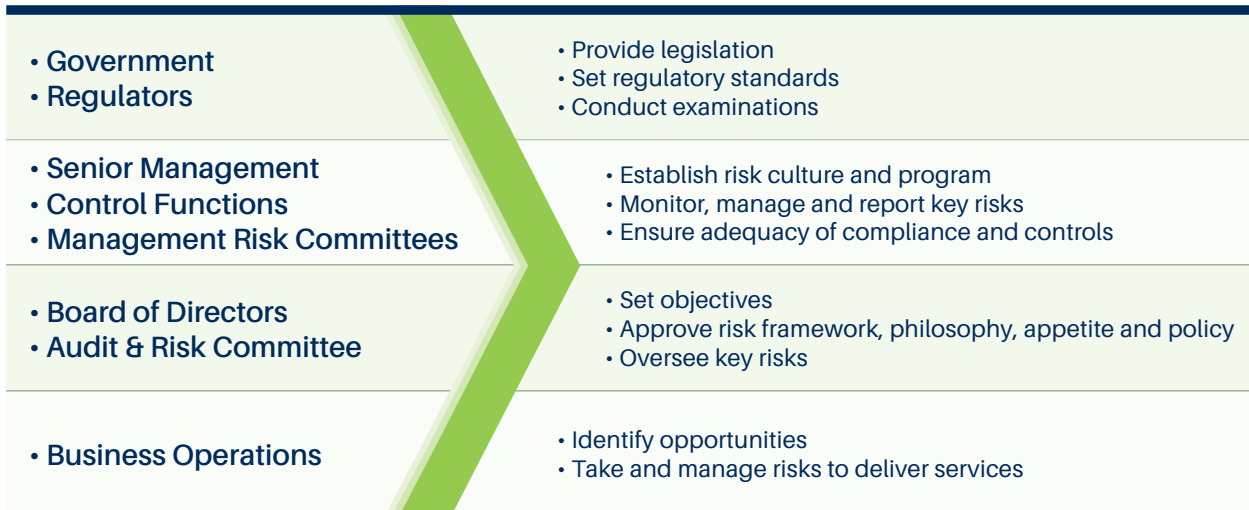 • Government
• Regulators
• Provide legislation
• Set regulatory standards
• Conduct examinations
• Senior Management
• Control Functions
• Management Risk Committees
• Establish risk culture and program
• Monitor, manage and report key risks
• Ensure adequacy of compliance and controls
• Board of Directors
• Audit & Risk Committee
• Set objectives
• Approve risk framework, philosophy, appetite and policy
• Oversee key risks
• Business Operations
• Identify opportunities
• Take and manage risks to deliver services